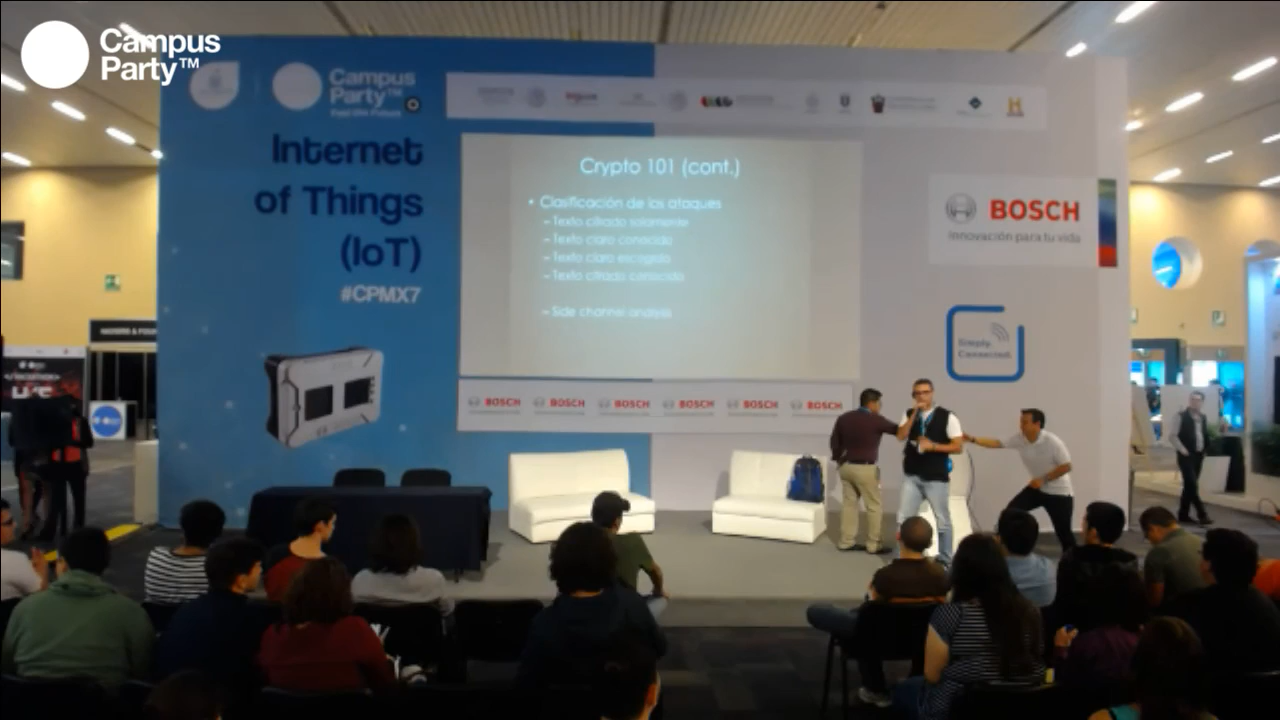 Campus
Party™
Campus
Party™
Internet
of Things
(IoT)
#CPMX7
Crypto 101 (cont.)
• Clasificación de los ataques
– Texto cifrado solamente
– Texto claro conocido
– Texto claro escogido
– Texto cifrado conocido
– Side channel analysis
BOSCH
Innovación para tu vida
Simply.
Connected.
BOSCH
BOSCH
BOSCH
BOSCH
BOSCH
BOSCH
H